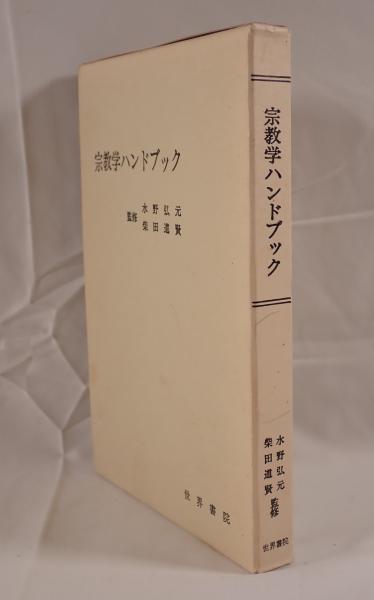 宗教学ハンドブック
水野弘元
監修
柴田道賢
世界書院
宗教学ハンドブック
水野弘元
柴田道賢
監修
世界書院